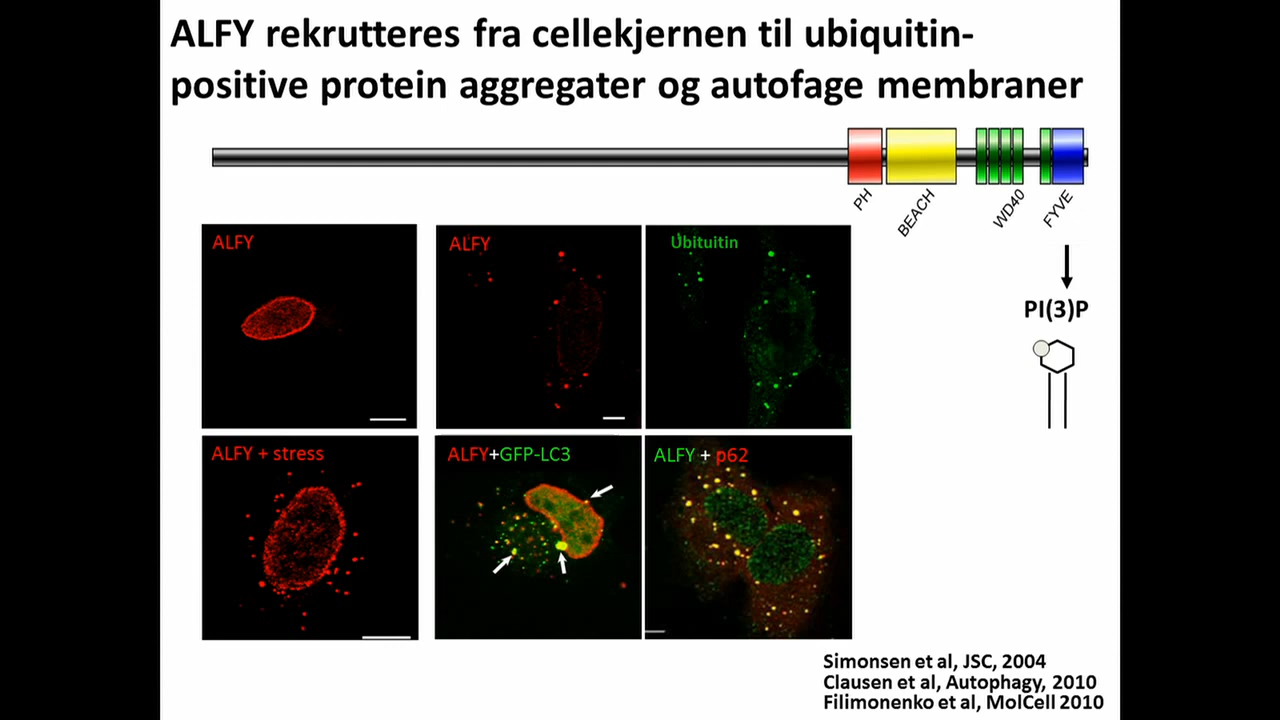 ALFY rekrutteres fra cellekjernen til ubiquitin-
positive protein aggregater og autofage membraner
PH
BEACH
WD40
FYVE
ALFY
ALFY
Ubituitin
PI(3)P
ALFY + stress
ALFY+GFP-LC3
ALFY + p62
Simonsen et al, JSC, 2004
Clausen et al, Autophagy, 2010
Filimonenko et al, MolCell 2010